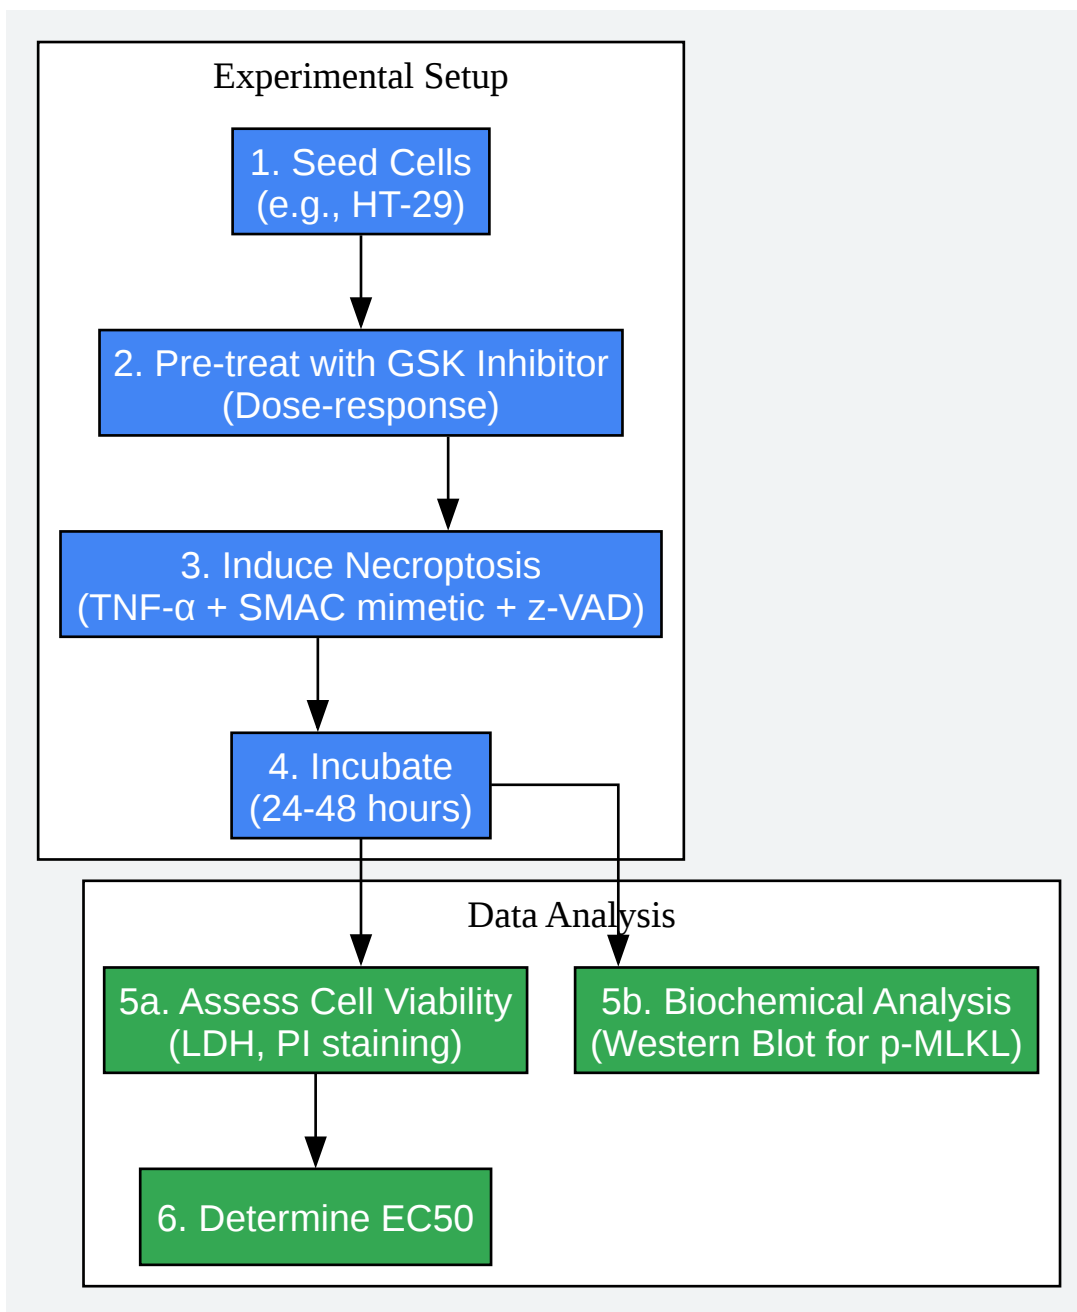 Experimental Setup
1. Seed Cells
(e.g., HT-29)
2. Pre-treat with GSK Inhibitor
(Dose-response)
3. Induce Necroptosis
(TNF-α + SMAC mimetic + z-VAD)
4. Incubate
(24-48 hours)
Data Analysis
5a. Assess Cell Viability
(LDH, PI staining)
5b. Biochemical Analysis
(Western Blot for p-MLKL)
6. Determine EC50